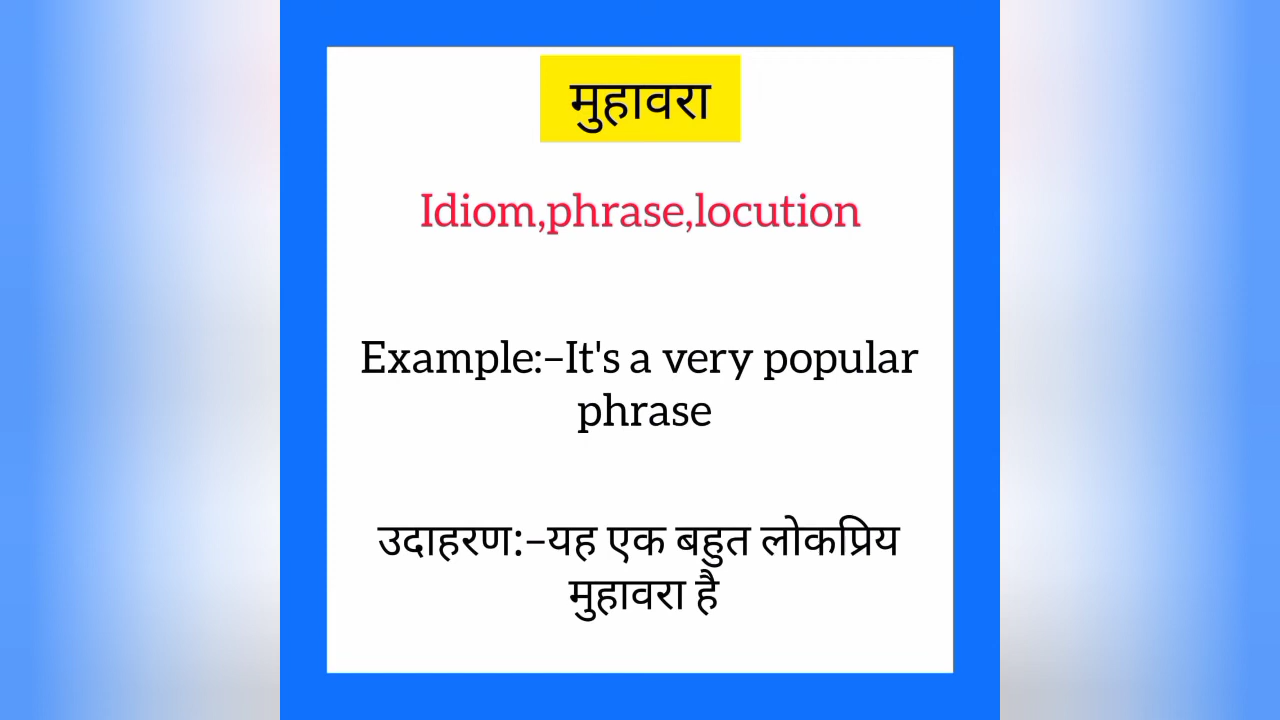 मुहावरा
Idiom,phrase,locution
Example:–It's a very popular
phrase
उदाहरण:–यह एक बहुत लोकप्रिय
मुहावरा है